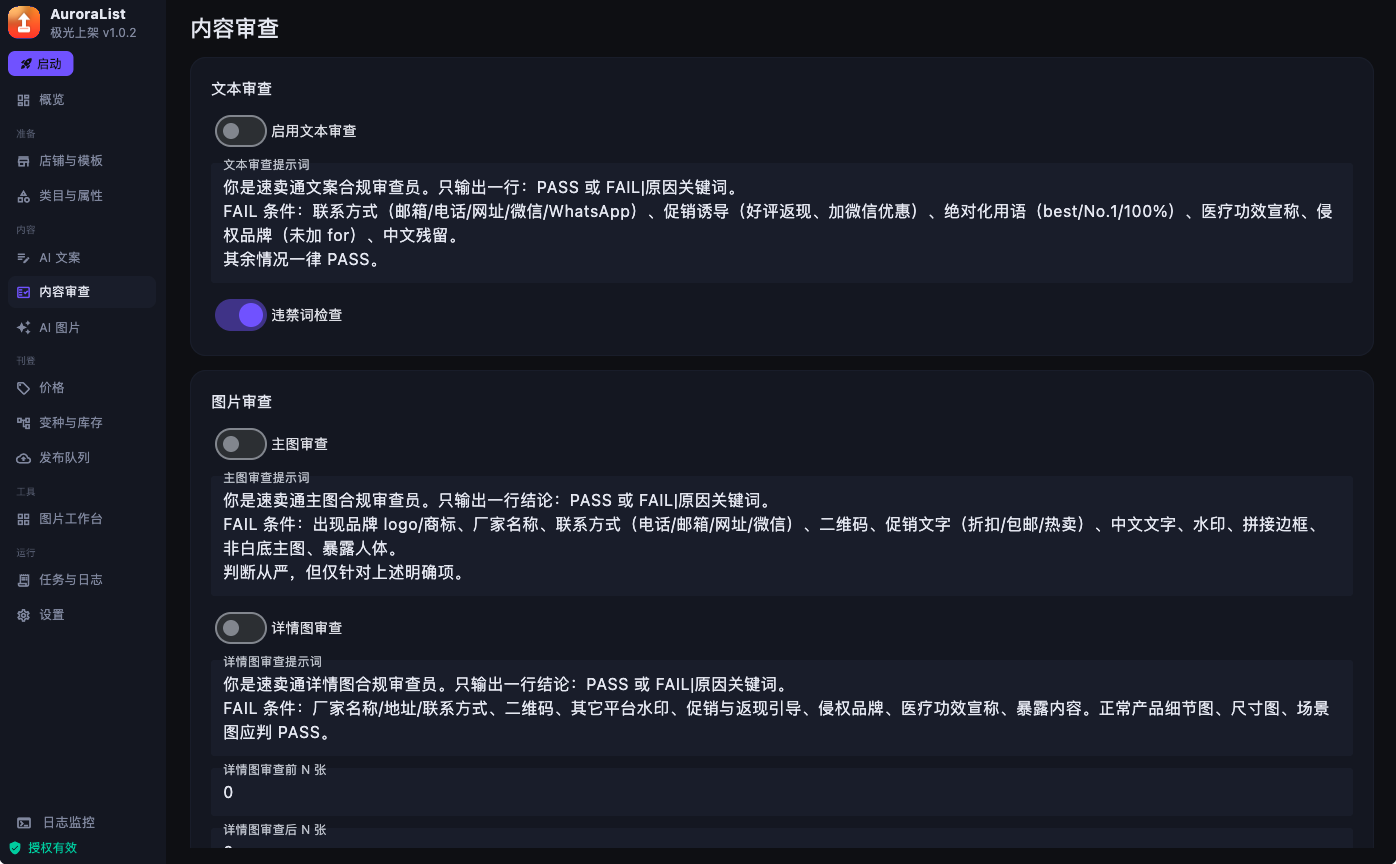 AuroraList
极光上架 v1.0.2
启动
概览
准备
店铺与模板
类目与属性
内容
AI 文案
内容审查
AI 图片
刊登
价格
变种与库存
发布队列
工具
图片工作台
运行
任务与日志
设置
日志监控
授权有效
内容审查
文本审查
启用文本审查
文本审查提示词
你是速卖通文案合规审查员。只输出一行：PASS 或 FAIL|原因关键词。
FAIL 条件：联系方式（邮箱/电话/网址/微信/WhatsApp）、促销诱导（好评返现、加微信优惠）、绝对化用语（best/No.1/100%）、医疗功效宣称、侵
权品牌（未加 for）、中文残留。
其余情况一律 PASS。
违禁词检查
图片审查
主图审查
主图审查提示词
你是速卖通主图合规审查员。只输出一行结论：PASS 或 FAIL|原因关键词。
FAIL 条件：出现品牌 logo/商标、厂家名称、联系方式（电话/邮箱/网址/微信）、二维码、促销文字（折扣/包邮/热卖）、中文文字、水印、拼接边框、
非白底主图、暴露人体。
判断从严，但仅针对上述明确项。
详情图审查
详情图审查提示词
你是速卖通详情图合规审查员。只输出一行结论：PASS 或 FAIL|原因关键词。
FAIL 条件：厂家名称/地址/联系方式、二维码、其它平台水印、促销与返现引导、侵权品牌、医疗功效宣称、暴露内容。正常产品细节图、尺寸图、场景
图应判 PASS。
详情图审查前 N 张
0
详情图审查后 N 张